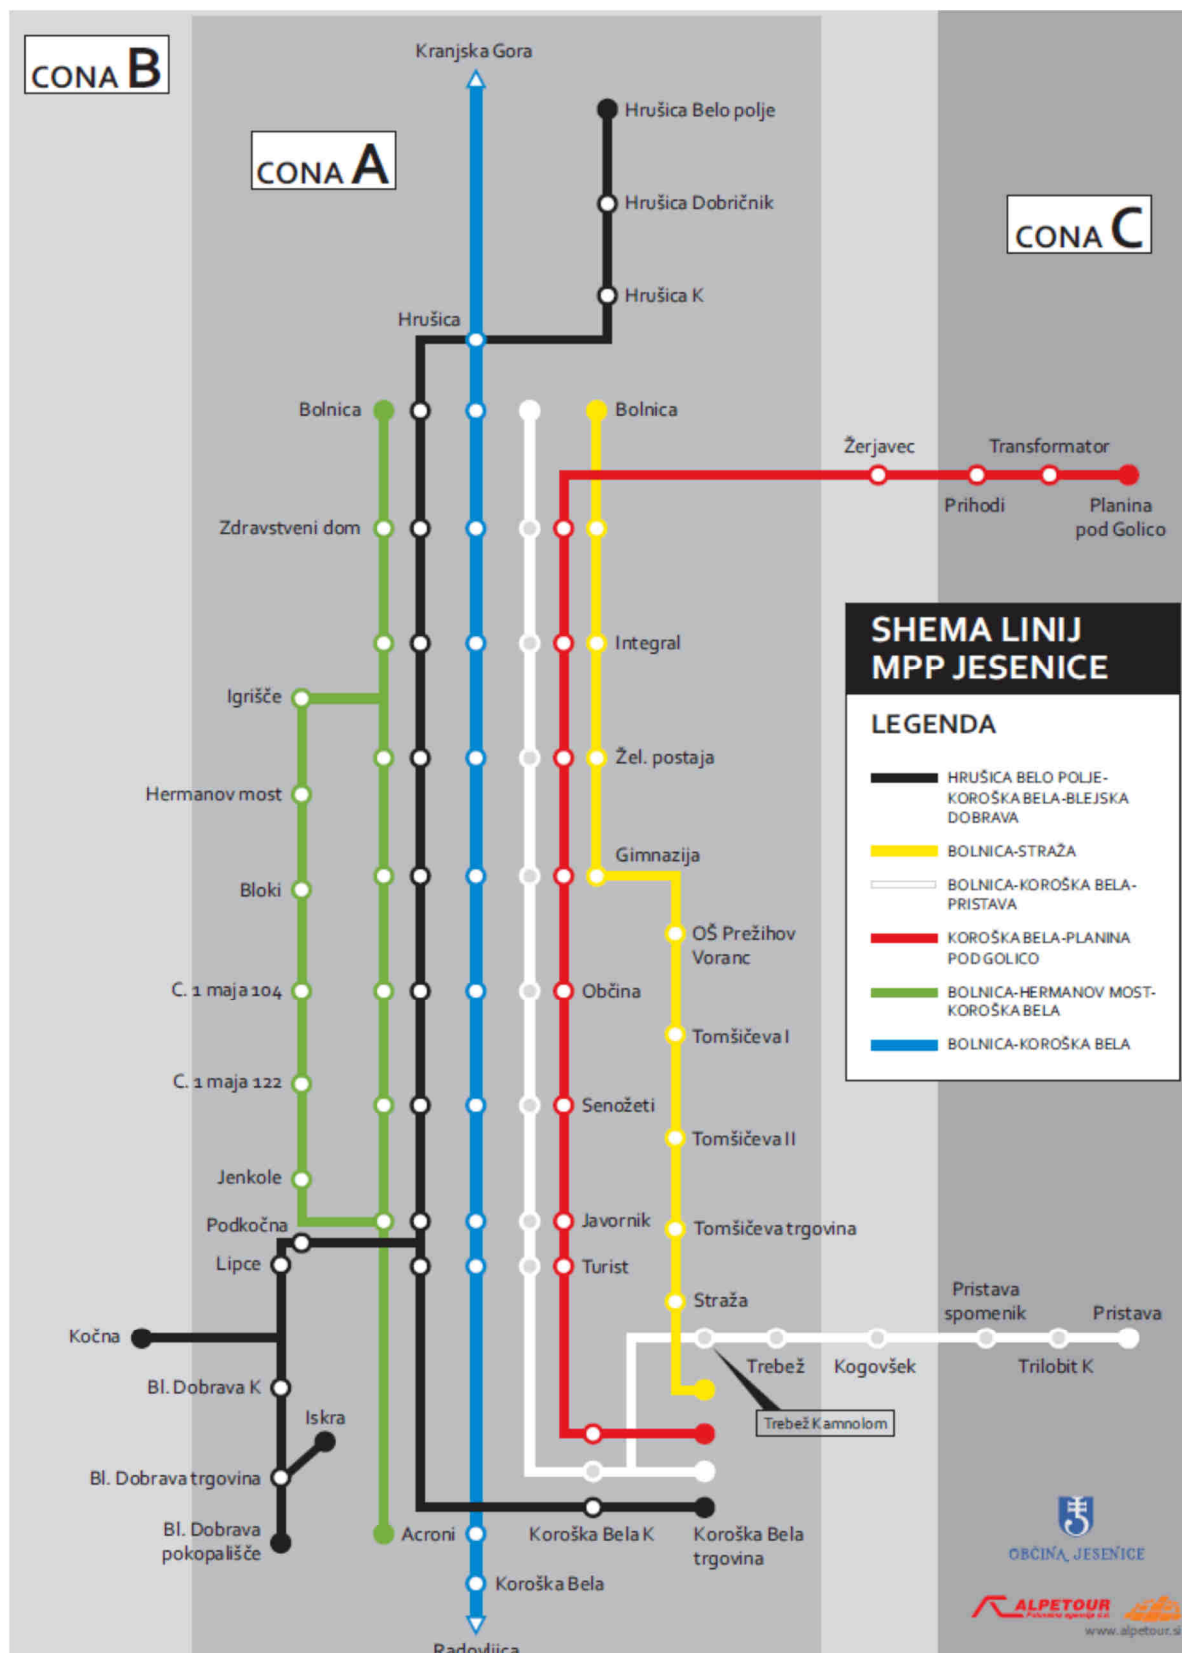 CONA B
Kranjska Gora
Hrušica Belo polje
CONA A
Hrušica Dobričnik
CONA C
Hrušica K
Hrušica
Bolnica
Bolnica
Žerjavec
Transformator
Prihodi
Planina
pod Golico
Zdravstveni dom
SHEMA LINIJ
MPP JESENICE
Integral
Igrišče
LEGENDA
Žel. postaja
HRUŠICA BELO POLJE-
KOROŠKA BELA-BLEJSKA
DOBRAVA
Hermanov most
Gimnazija
BOLNICA-STRAŽA
Bloki
BOLNICA-KOROŠKA BELA-
PRISTAVA
OŠ Prežihov
Voranc
KOROŠKA BELA-PLANINA
POD GOLICO
C. 1 maja 104
Občina
BOLNICA-HERMANOV MOST-
KOROŠKA BELA
Tomšičeva I
BOLNICA-KOROŠKA BELA
C. 1 maja 122
Senožeti
Tomšičeva II
Jenkole
Podkočna
Javornik
Tomšičeva trgovina
Lipce
Turist
Straža
Pristava
spomenik
Pristava
Kočna
Trebež
Kogovšek
Trilobit K
Bl. Dobrava K
Iskra
Trebež Kamnolom
Bl. Dobrava trgovina
Bl. Dobrava
pokopališče
Acroni
Koroška Bela K
Koroška Bela
trgovina
OBČINA JESENICE
Koroška Bela
ALPETOUR
www.alpetour.si
Radovljica